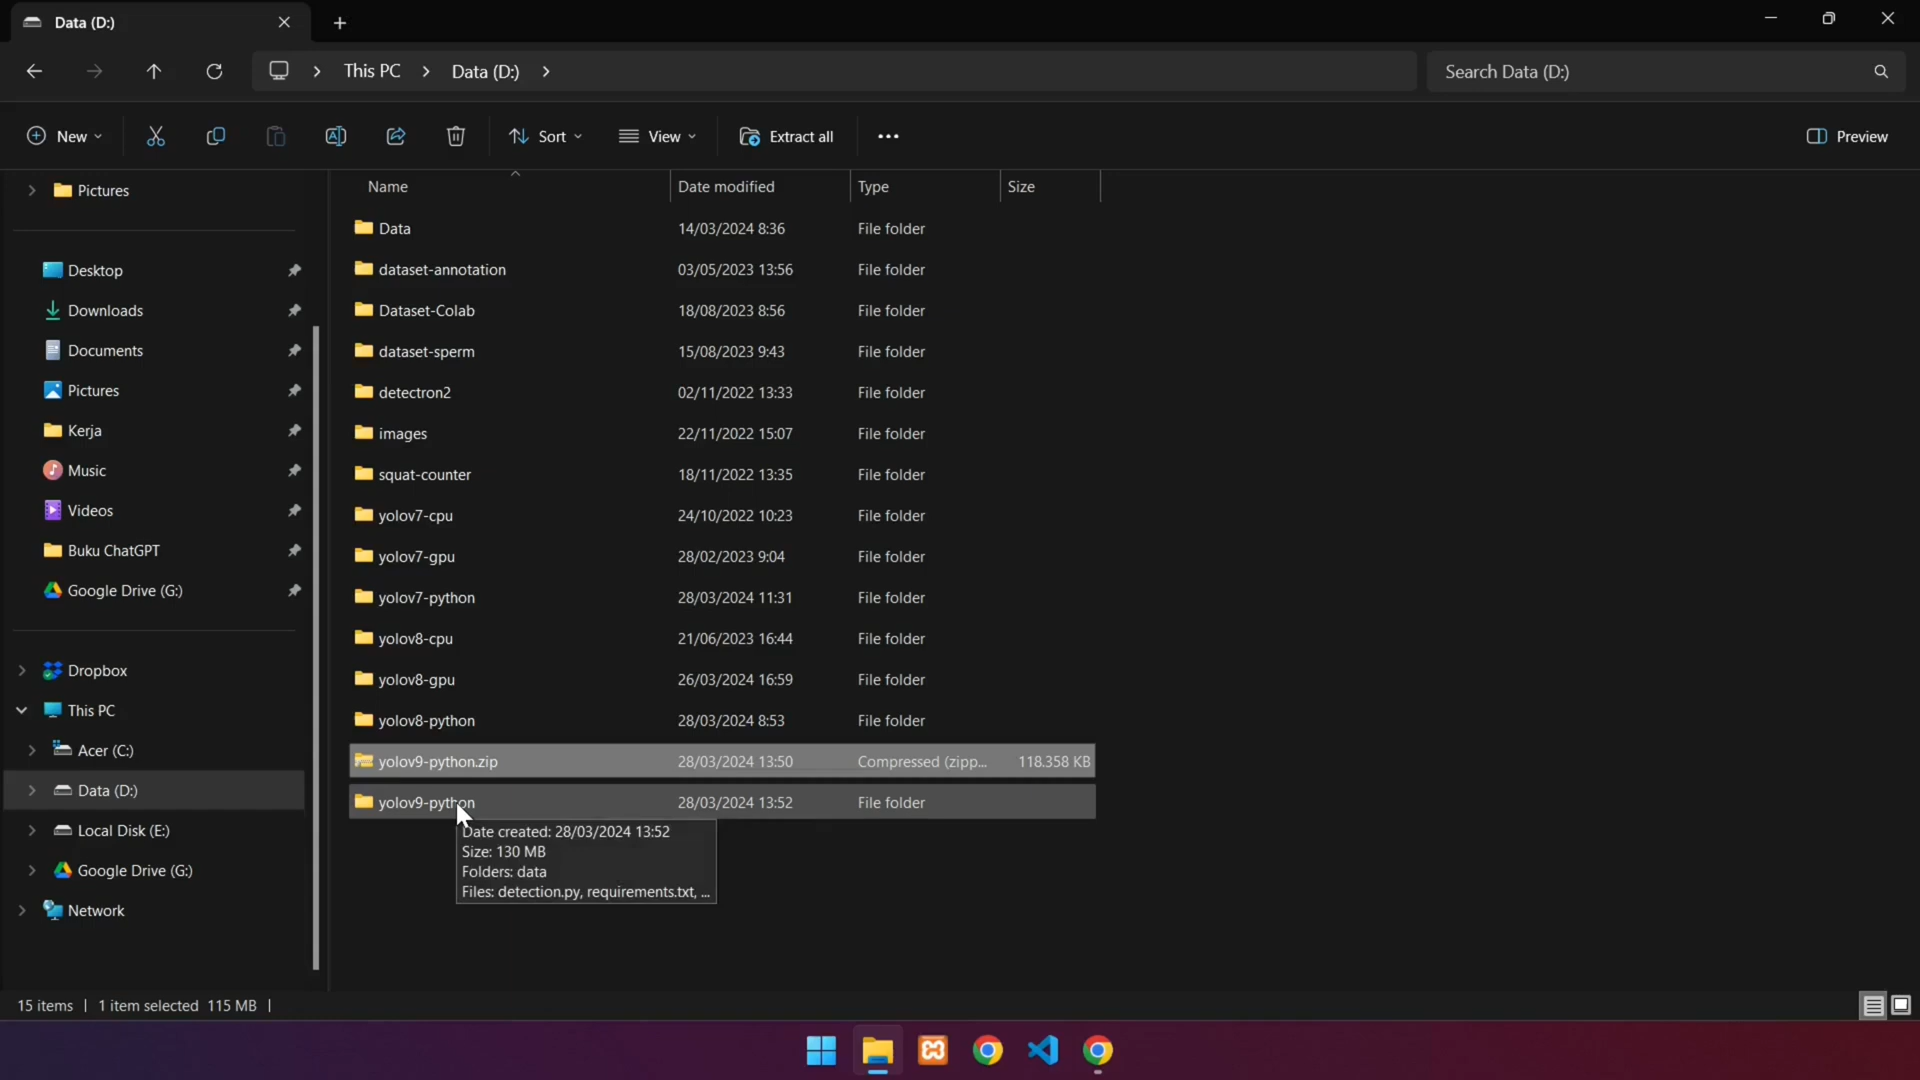 Data (D:)
This PC
Data (D:)
Search Data (D:)
New
Sort
View
Extract all
Preview
Pictures
Desktop
Downloads
Documents
Pictures
Kerja
Music
Videos
Buku ChatGPT
Google Drive (G:)
Dropbox
This PC
Acer (C:)
Data (D:)
Local Disk (E:)
Google Drive (G:)
Network
Name Date modified Type Size
Data 14/03/2024 8:36 File folder
dataset-annotation 03/05/2023 13:56 File folder
Dataset-Colab 18/08/2023 8:56 File folder
dataset-sperm 15/08/2023 9:43 File folder
detectron2 02/11/2022 13:33 File folder
images 22/11/2022 15:07 File folder
squat-counter 18/11/2022 13:35 File folder
yolov7-cpu 24/10/2022 10:23 File folder
yolov7-gpu 28/02/2023 9:04 File folder
yolov7-python 28/03/2024 11:31 File folder
yolov8-cpu 21/06/2023 16:44 File folder
yolov8-gpu 26/03/2024 16:59 File folder
yolov8-python 28/03/2024 8:53 File folder
yolov9-python.zip 28/03/2024 13:50 Compressed (zipp... 118.358 KB
yolov9-python 28/03/2024 13:52 File folder
Date created: 28/03/2024 13:52
Size: 130 MB
Folders: data
Files: detection.py, requirements.txt, ...
15 items | 1 item selected 115 MB |